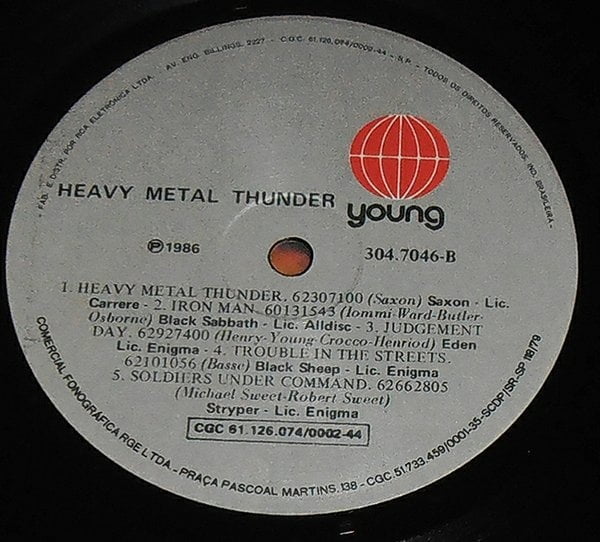 FAB. E DISTR. POR RCA ELETRÔNICA LTDA. - AV. ENG. BILLINGS, 2227 - C.G.C. 61.126.074/0002-44 - S.P. - TODOS OS DIREITOS RESERVADOS. IND. BRASILEIRA -
HEAVY METAL THUNDER
young
℗1986
304.7046-B
1. HEAVY METAL THUNDER. 62307100 (Saxon) Saxon - Lic.
Carrere - 2. IRON MAN. 60131543 (Iommi-Ward-Butler-
Osborne) Black Sabbath - Lic. Alldisc - 3. JUDGEMENT
DAY. 62927400 (Henry-Young-Crocco-Henriod) Eden
Lic. Enigma - 4. TROUBLE IN THE STREETS.
62101056 (Basse) Black Sheep - Lic. Enigma
5. SOLDIERS UNDER COMMAND. 62662805
(Michael Sweet-Robert Sweet)
Stryper - Lic. Enigma
CGC 61.126.074/0002-44
COMERCIAL FONOGRÁFICA RGE LTDA - PRAÇA PASCOAL MARTINS, 138 - CGC. 51.733.459/0001-35-SCDP/SR-SP 118/79